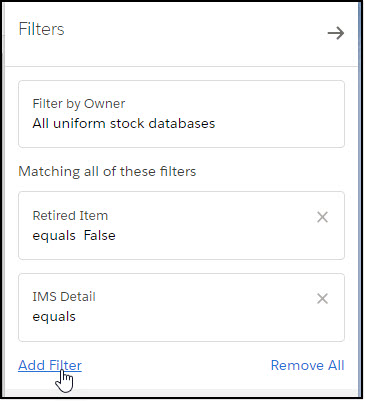 Filters
Filter by Owner
All uniform stock databases
Matching all of these filters
Retired Item
equals False
IMS Detail
equals
Add Filter Remove All